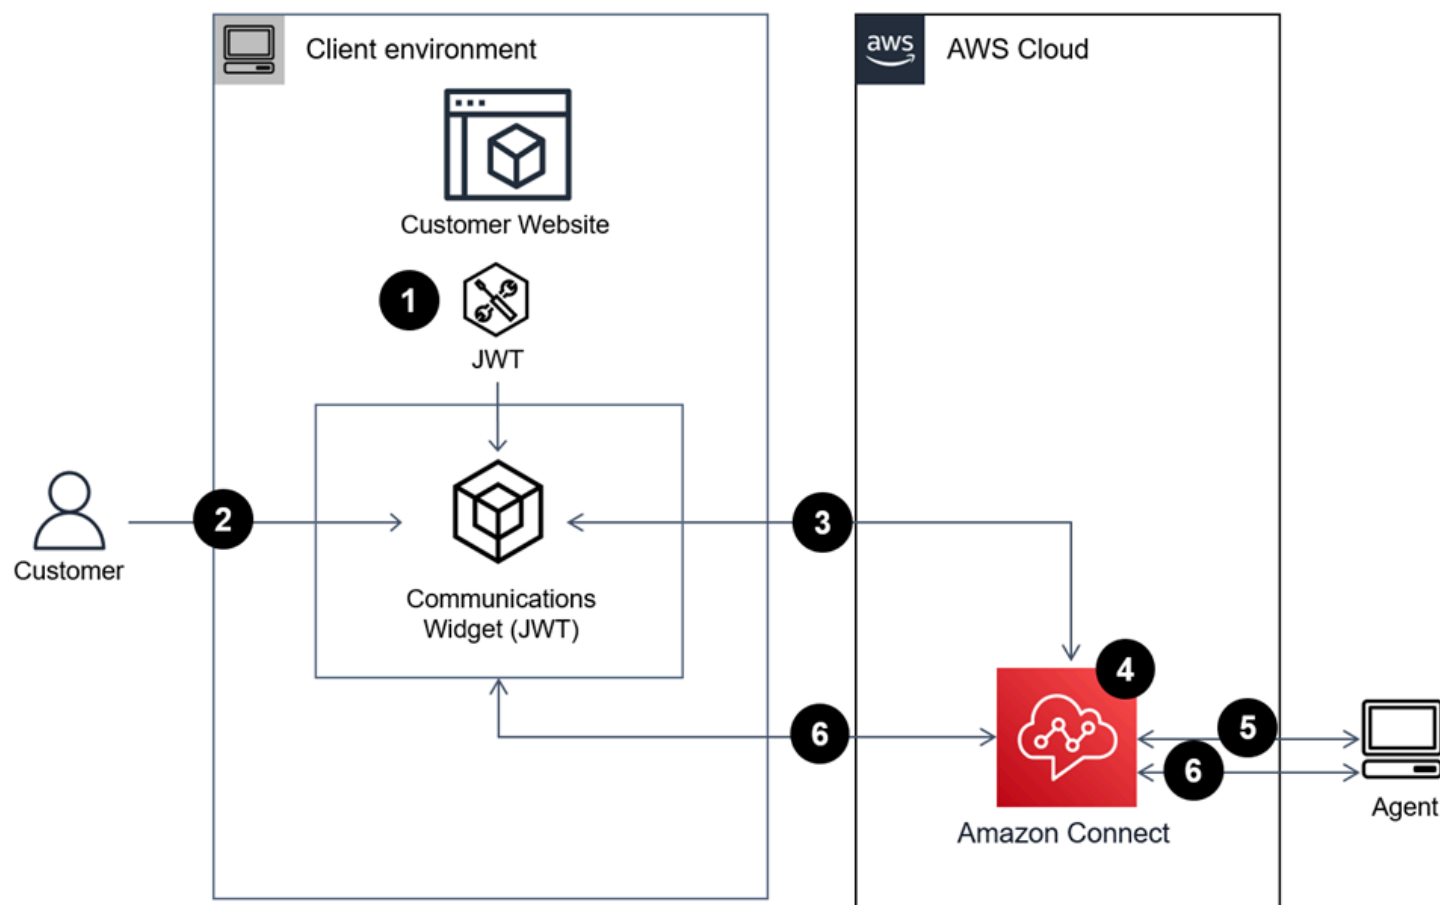 Client environment
aws
AWS Cloud
Customer Website
1
JWT
2
3
Customer
Communications
Widget (JWT)
4
5
6
6
Amazon Connect
Agent